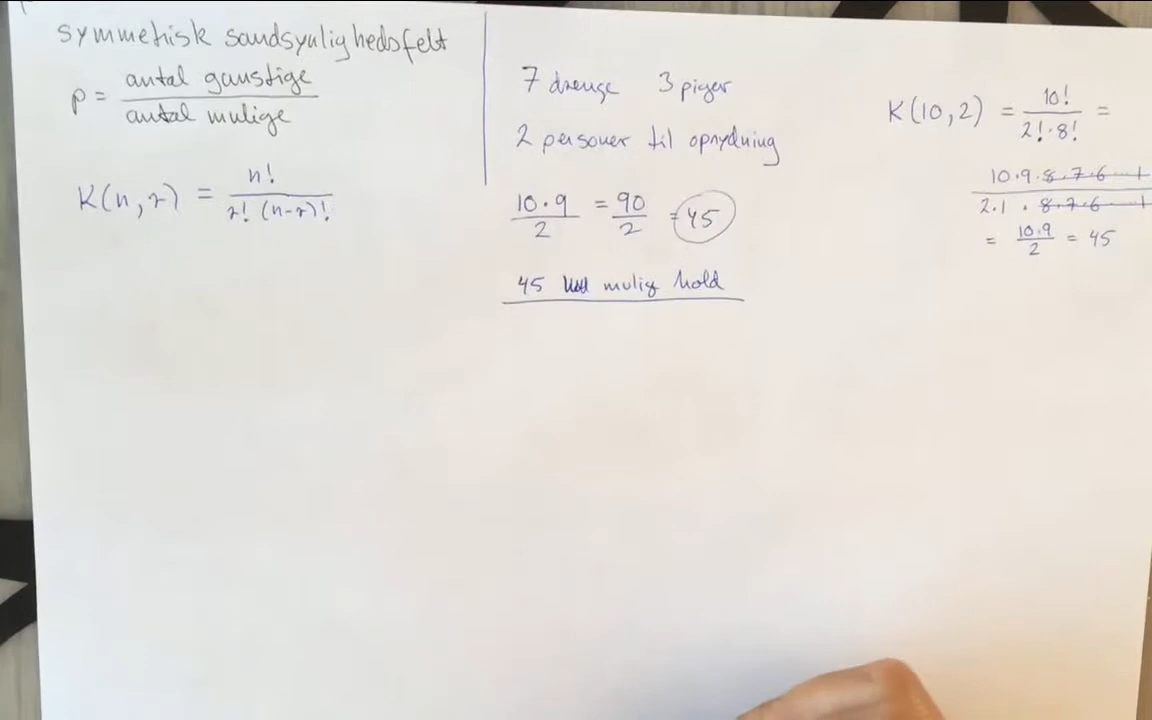 symmetrisk sandsynlighedsfelt
p = antal gunstige / antal mulige
K(n, r) = n! / r! (n-r)!
7 drenge 3 piger
2 personer til oprydning
10·9 / 2 = 90 / 2 = 45
45 mulig hold
K(10, 2) = 10! / 2!·8! =
10·9·8·7·6···1 / 2·1 · 8·7·6···1
= 10·9 / 2 = 45